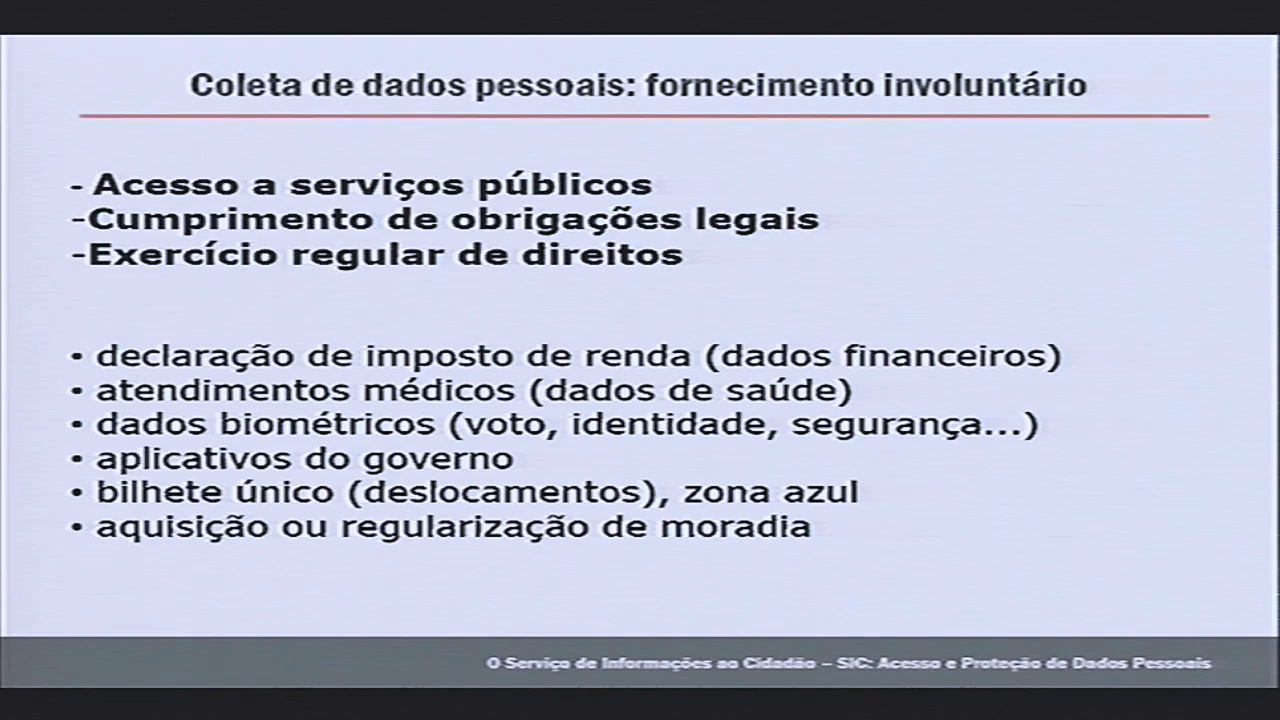 Coleta de dados pessoais: fornecimento involuntário
- Acesso a serviços públicos
-Cumprimento de obrigações legais
-Exercício regular de direitos
• declaração de imposto de renda (dados financeiros)
• atendimentos médicos (dados de saúde)
• dados biométricos (voto, identidade, segurança...)
• aplicativos do governo
• bilhete único (deslocamentos), zona azul
• aquisição ou regularização de moradia
O Serviço de Informações ao Cidadão – SIC: Acesso e Proteção de Dados Pessoais